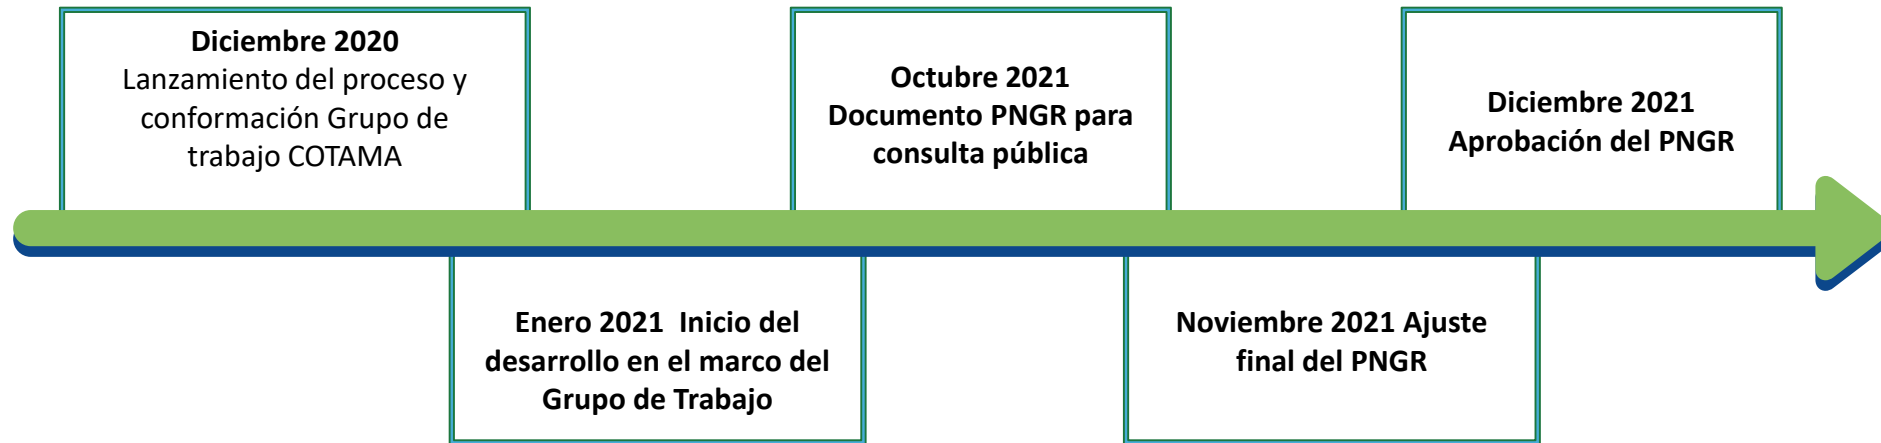 Diciembre 2020
Lanzamiento del proceso y
conformación Grupo de
trabajo COTAMA
Enero 2021  Inicio del
desarrollo en el marco del
Grupo de Trabajo
Octubre 2021
Documento PNGR para
consulta pública
Noviembre 2021 Ajuste
final del PNGR
Diciembre 2021
Aprobación del PNGR